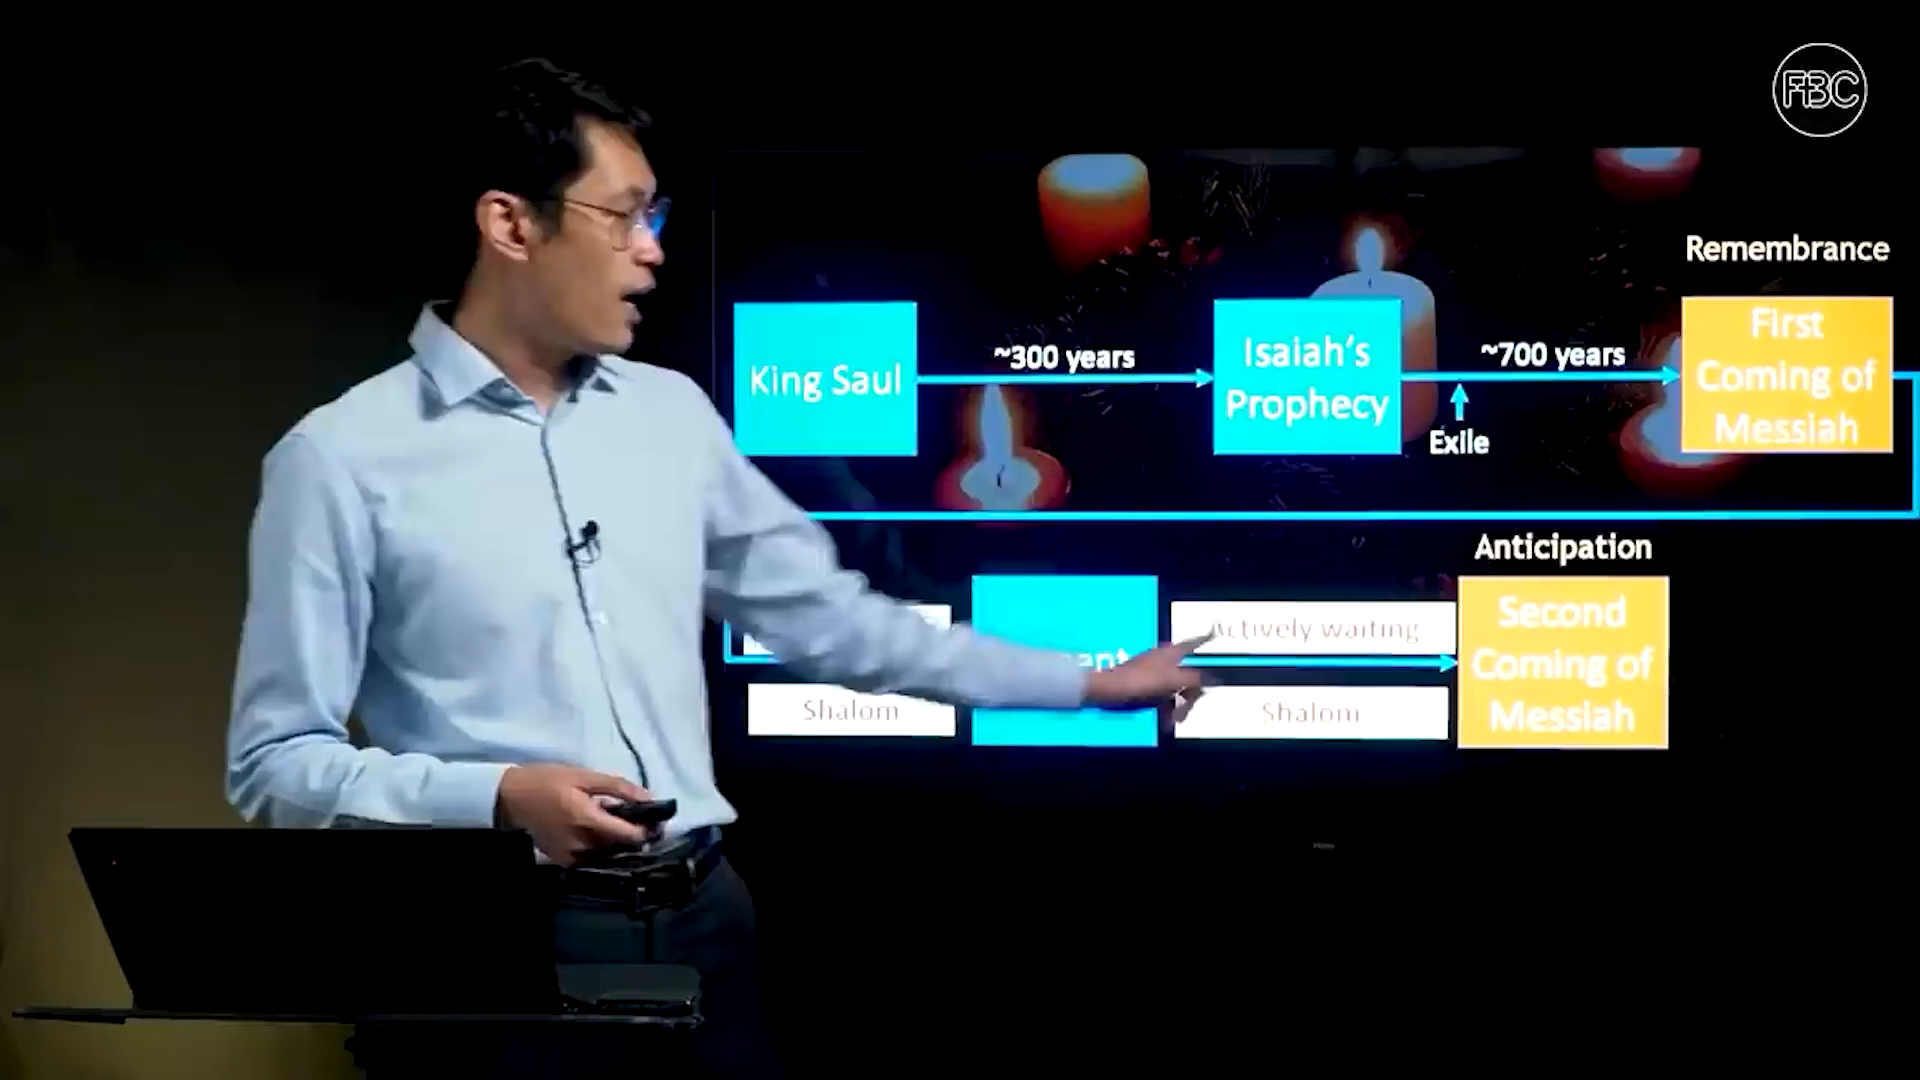 FBC
Remembrance
King Saul
~300 years
Isaiah's
Prophecy
~700 years
Exile
First
Coming of
Messiah
Anticipation
Actively waiting
Shalom
Shalom
Second
Coming of
Messiah